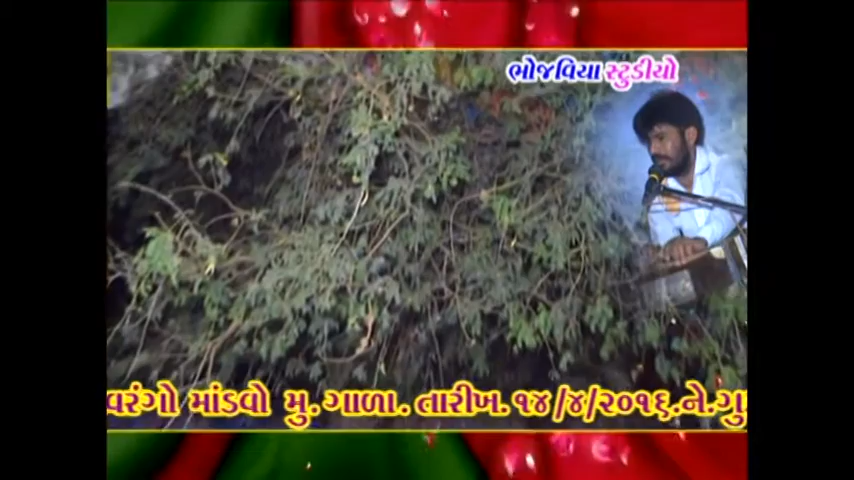 ભોજવિયા સ્ટુડીયો
વરંગો માંડવો મુ. ગાળા. તારીખ. ૧૪/૪/૨૦૧૬.ને.ગુ